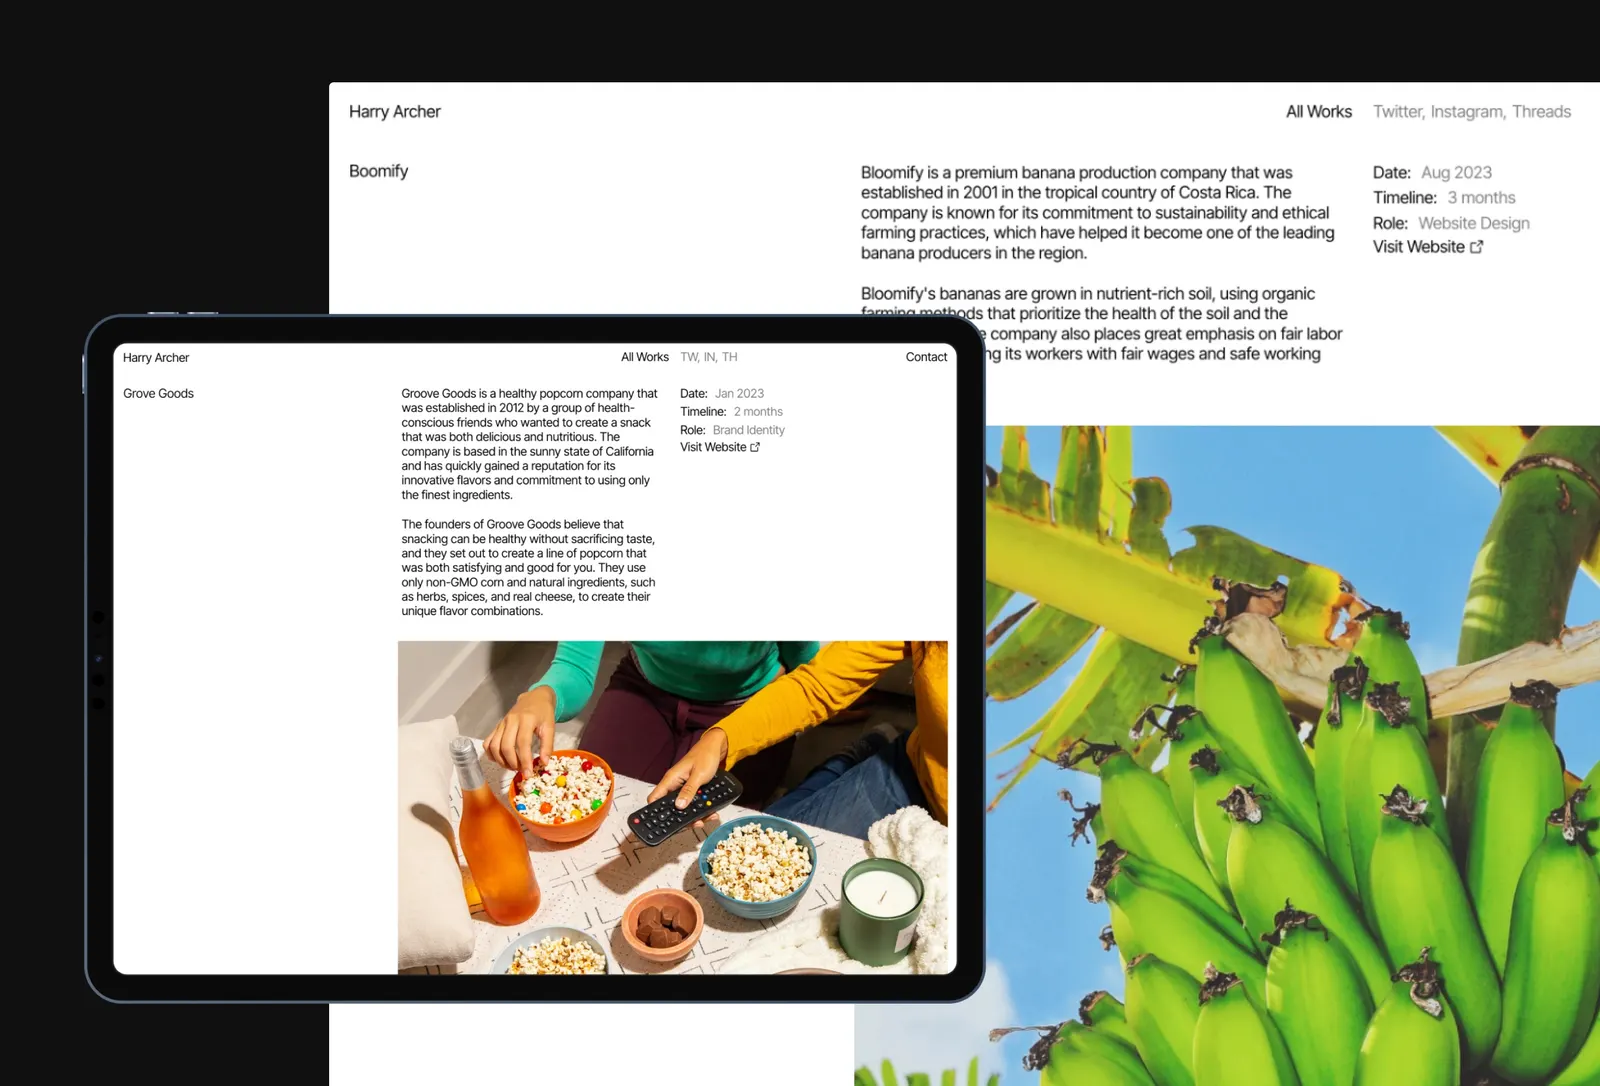 Harry Archer
All Works
Twitter, Instagram, Threads
Boomify
Bloomify is a premium banana production company that was
established in 2001 in the tropical country of Costa Rica. The
company is known for its commitment to sustainability and ethical
farming practices, which have helped it become one of the leading
banana producers in the region.
Bloomify's bananas are grown in nutrient-rich soil, using organic
farming methods that prioritize the health of the soil and the
company also places great emphasis on fair labor
its workers with fair wages and safe working
Date: Aug 2023
Timeline: 3 months
Role: Website Design
Visit Website
Harry Archer
All Works
TW, IN, TH
Contact
Grove Goods
Groove Goods is a healthy popcorn company that
was established in 2012 by a group of health-
conscious friends who wanted to create a snack
that was both delicious and nutritious. The
company is based in the sunny state of California
and has quickly gained a reputation for its
innovative flavors and commitment to using only
the finest ingredients.
The founders of Groove Goods believe that
snacking can be healthy without sacrificing taste,
and they set out to create a line of popcorn that
was both satisfying and good for you. They use
only non-GMO corn and natural ingredients, such
as herbs, spices, and real cheese, to create their
unique flavor combinations.
Date: Jan 2023
Timeline: 2 months
Role: Brand Identity
Visit Website